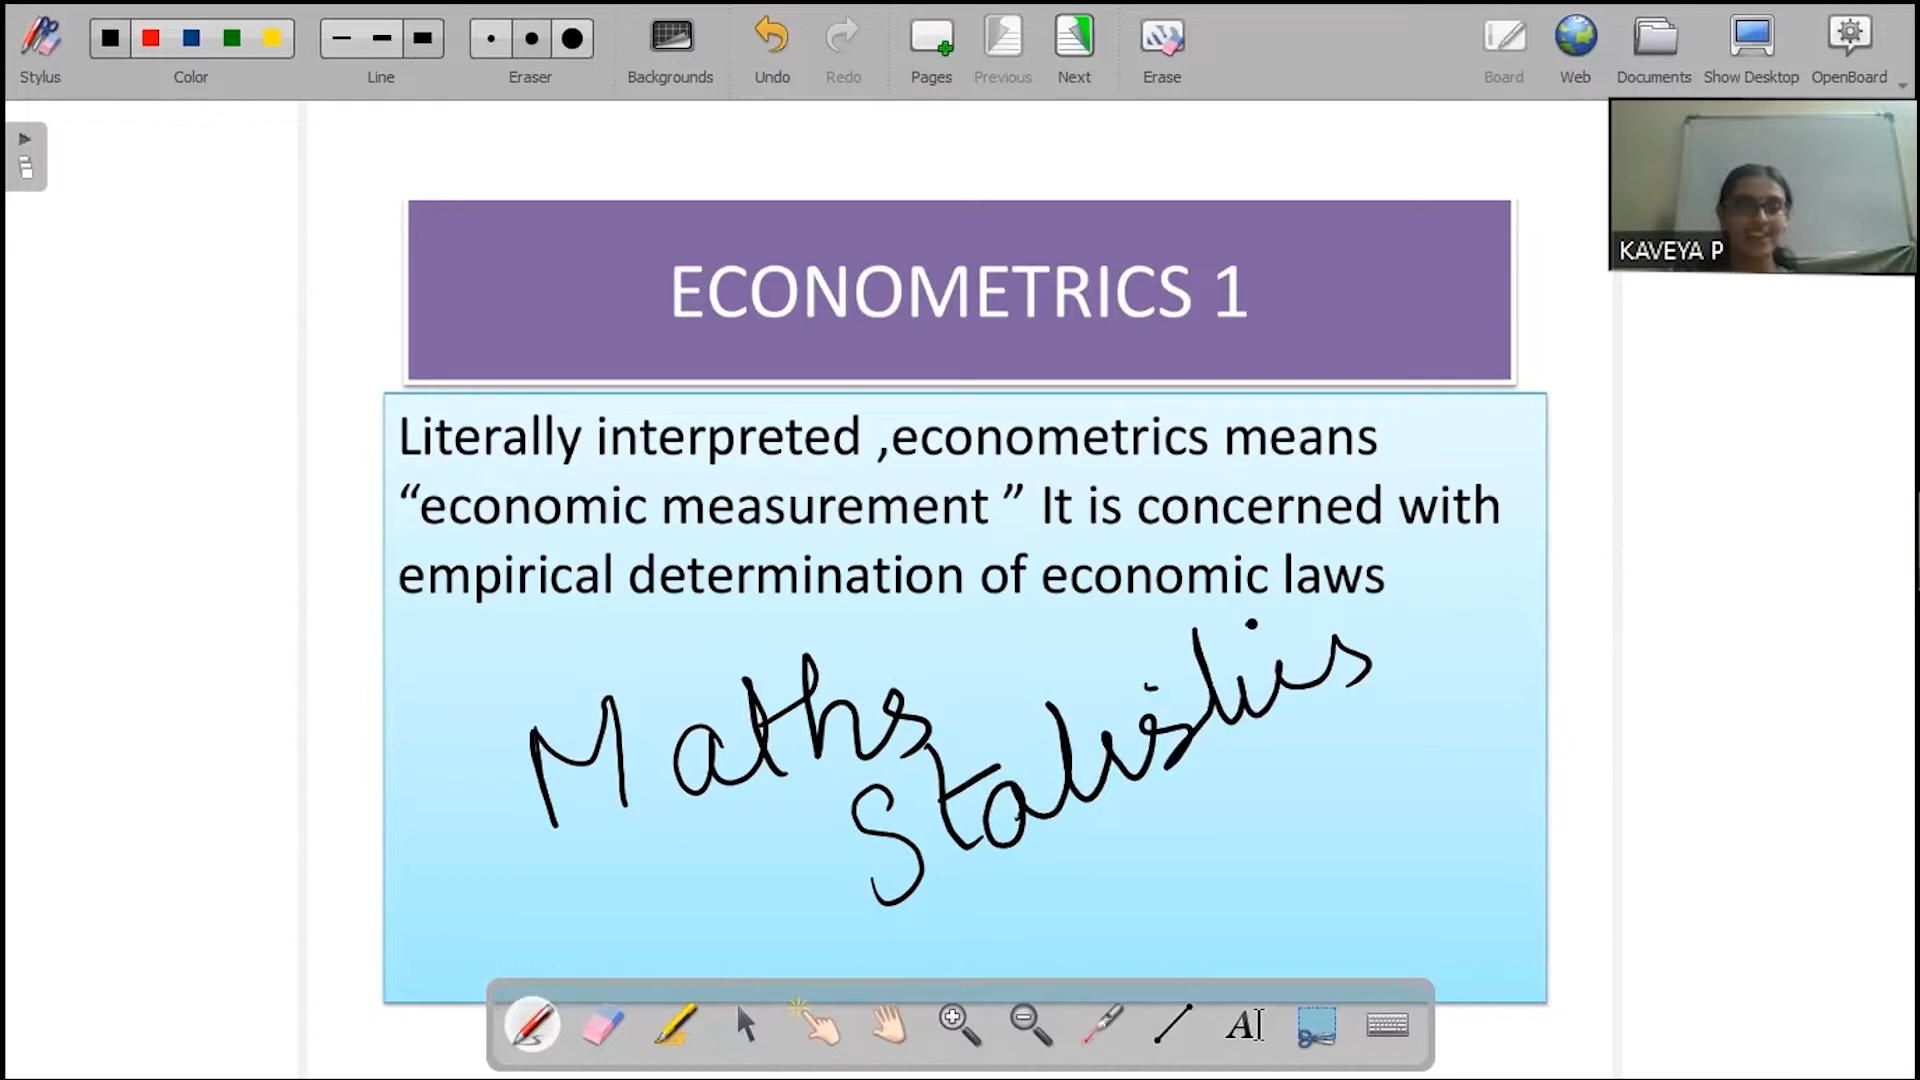 Stylus
Color
Line
Eraser
Backgrounds
Undo
Redo
Pages
Previous
Next
Erase
Board
Web
Documents
Show Desktop
OpenBoard
KAVEYA P
ECONOMETRICS 1
Literally interpreted ,econometrics means
“economic measurement ” It is concerned with
empirical determination of economic laws
Maths
Statistics